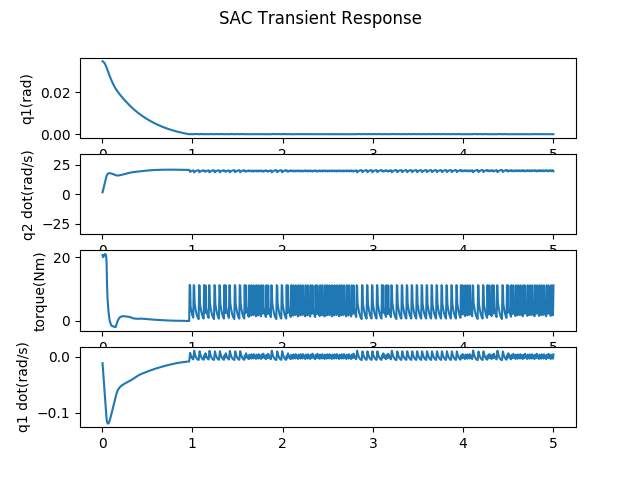 SAC Transient Response
q1(rad)
0.02
0.00
0 1 2 3 4 5
q2 dot(rad/s)
25
0
−25
0 1 2 3 4 5
torque(Nm)
20
0
0 1 2 3 4 5
q1 dot(rad/s)
0.0
−0.1
0 1 2 3 4 5